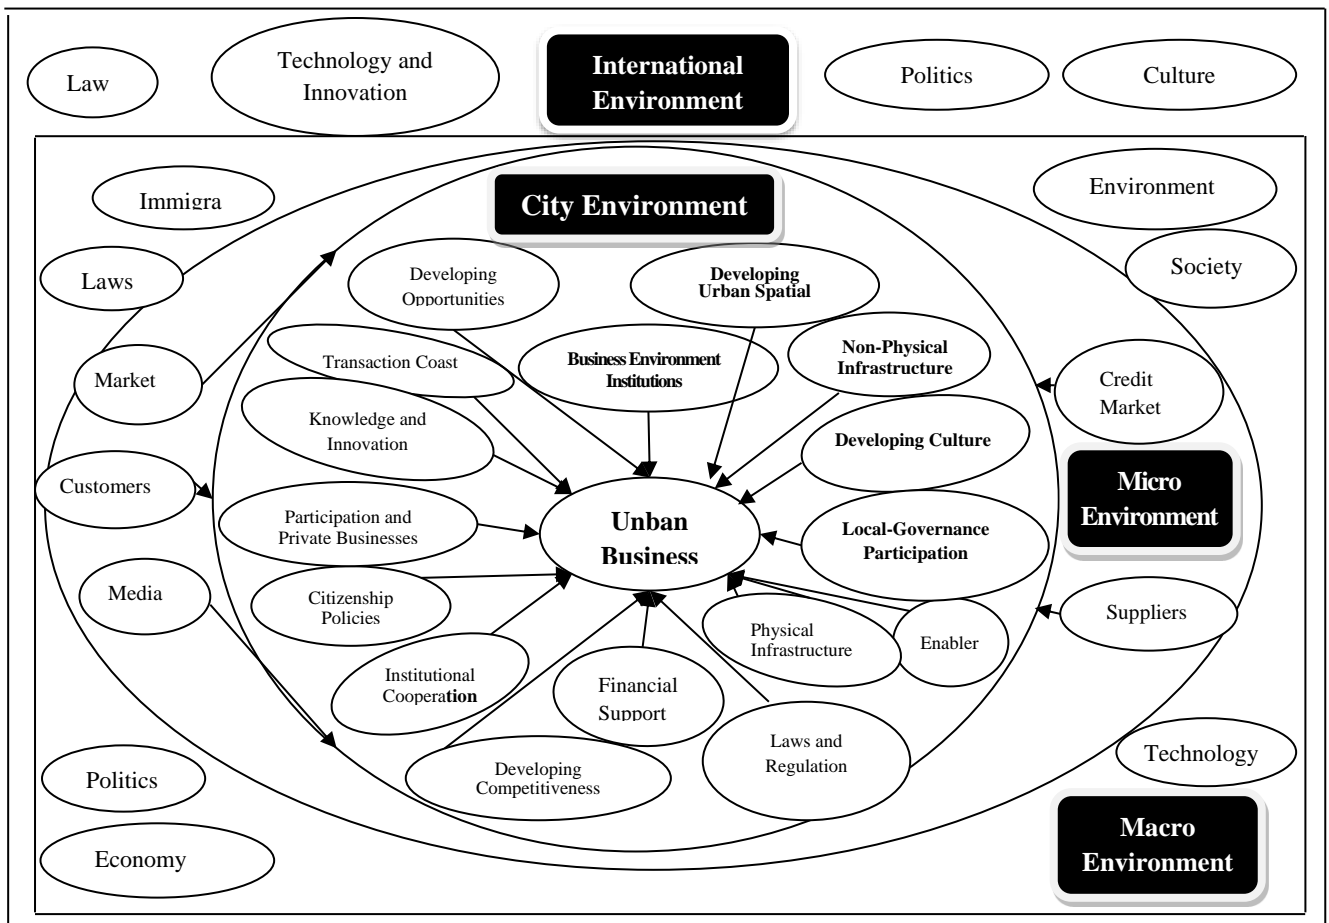 Law
Technology and
Innovation
International
Environment
Politics
Culture
Immigra
City Environment
Environment
Laws
Society
Developing
Opportunities
Developing
Urban Spatial
Transaction Coast
Business Environment
Institutions
Non-Physical
Infrastructure
Market
Credit
Market
Knowledge and
Innovation
Developing Culture
Customers
Micro
Environment
Participation and
Private Businesses
Unban
Business
Local-Governance
Participation
Media
Citizenship
Policies
Suppliers
Physical
Infrastructure
Enabler
Institutional
Cooperation
Financial
Support
Laws and
Regulation
Developing
Competitiveness
Politics
Technology
Economy
Macro
Environment